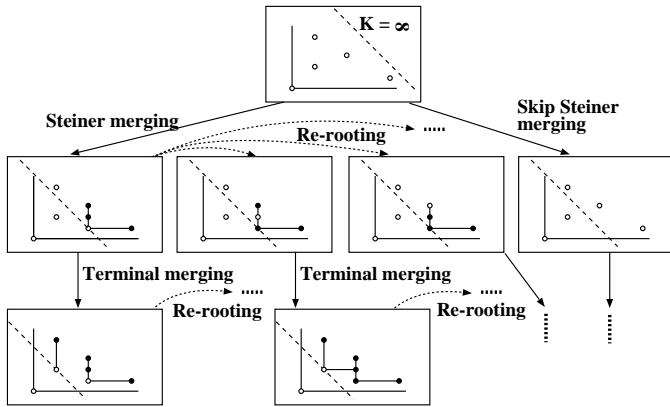 K = ∞
Steiner merging
Skip Steiner
merging
Re-rooting
Terminal merging
Terminal merging
Re-rooting
Re-rooting